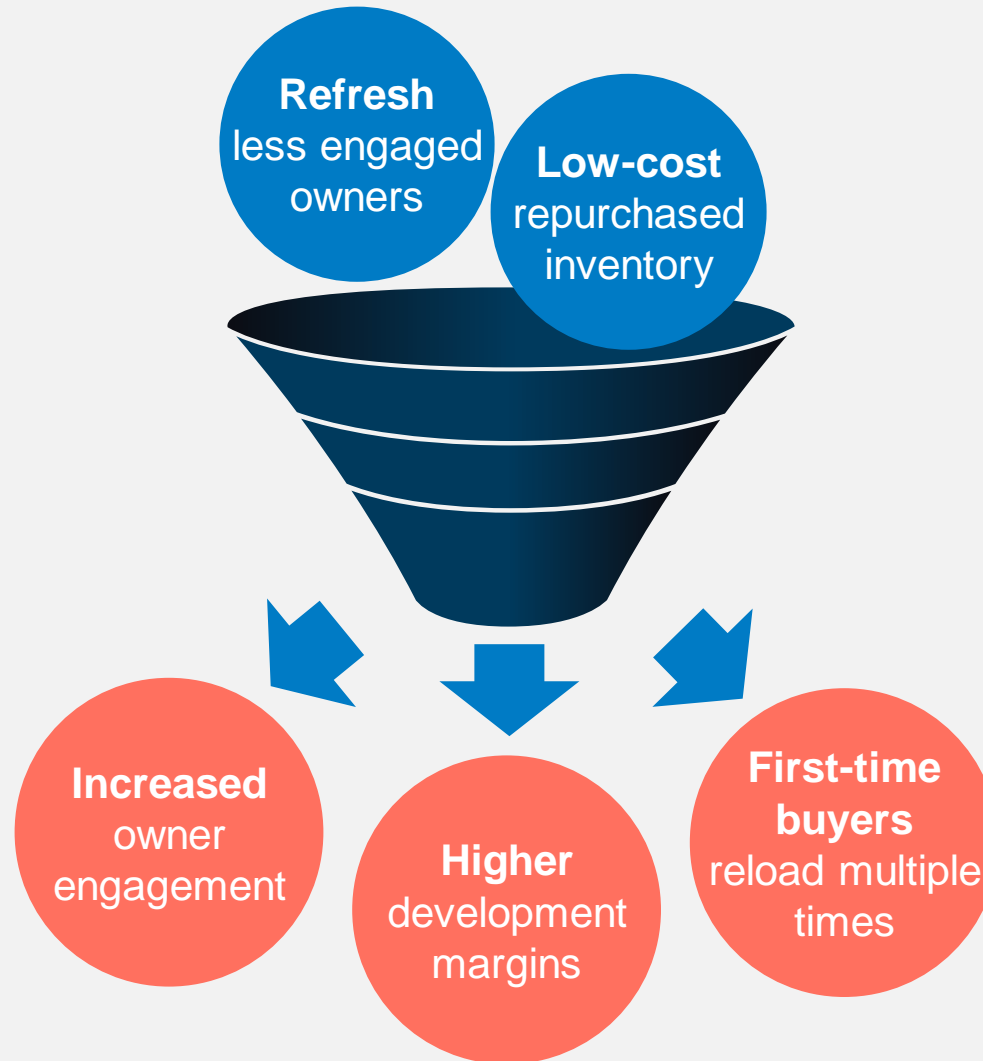 Refresh
less engaged
owners
Low-cost
repurchased
inventory
Increased
owner
engagement
Higher
development
margins
First-time
buyers
reload multiple
times